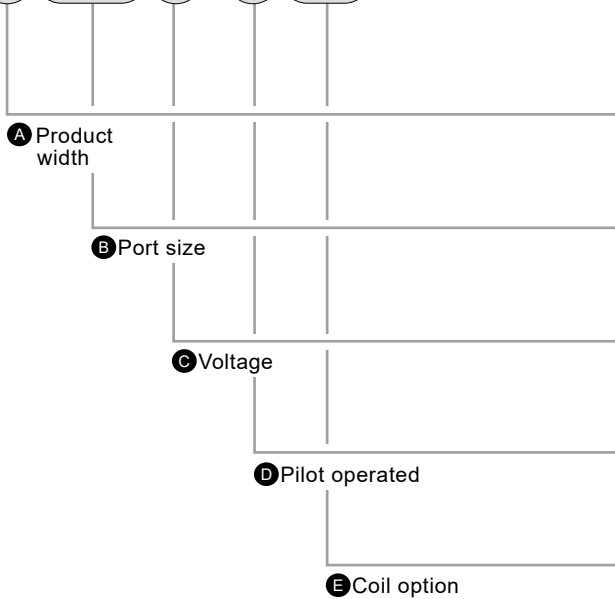 A Product
width
B Port size
C Voltage
D Pilot operated
E Coil option